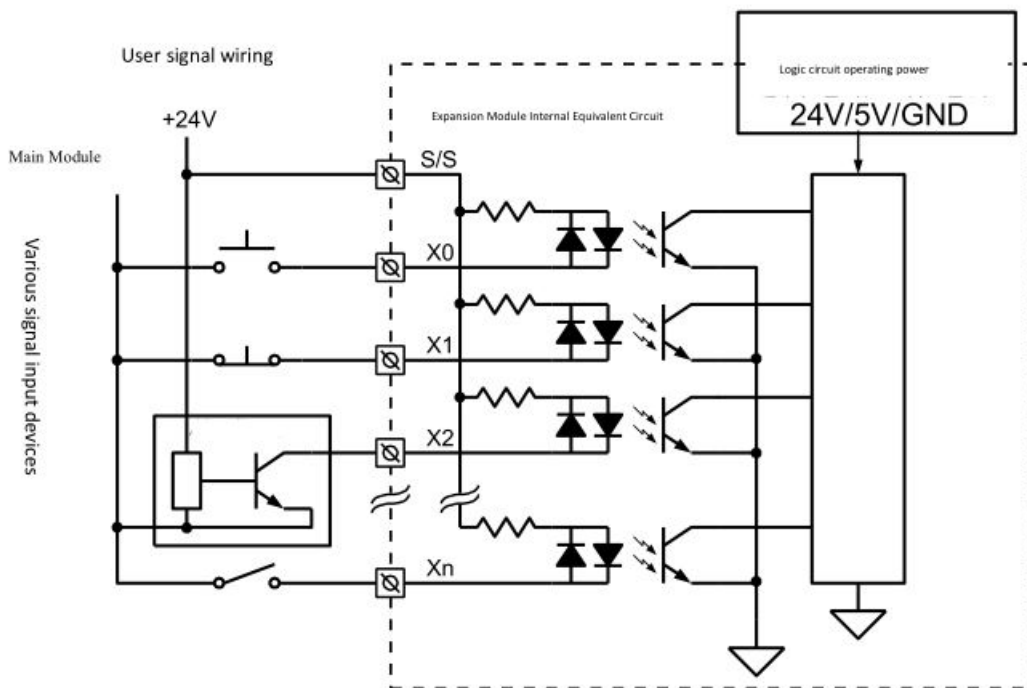 User signal wiring
Logic circuit operating power
24V/5V/GND
Expansion Module Internal Equivalent Circuit
+24V
Main Module
S/S
X0
X1
X2
Xn
Various signal input devices